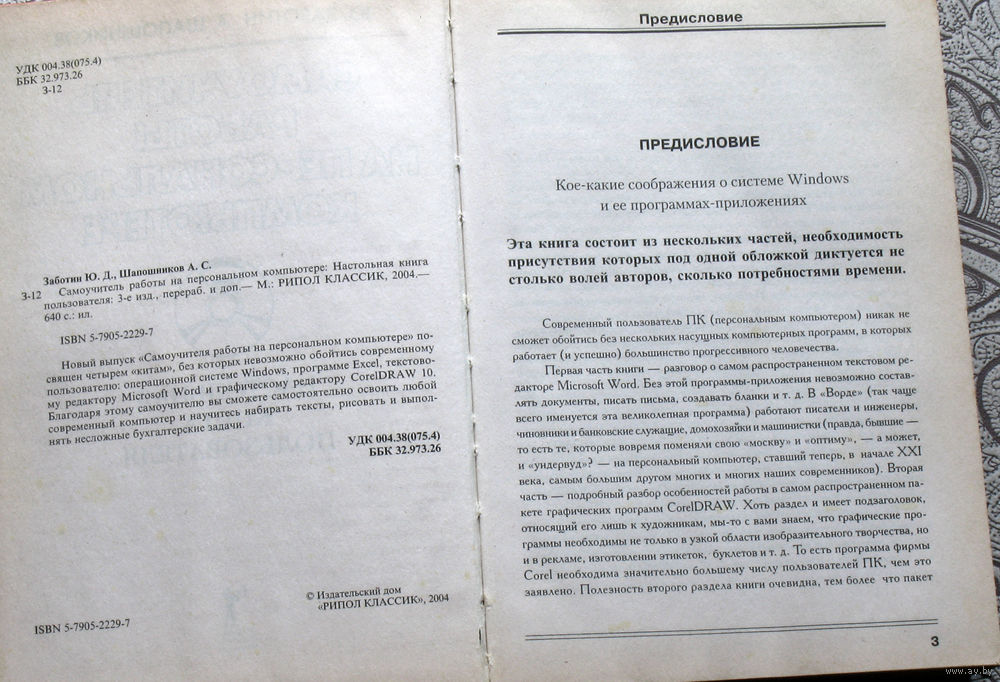 УДК 004.38(075.4)
ББК 32.973.26
З-12
Заботин Ю. Д., Шапошников А. С.
З-12 Самоучитель работы на персональном компьютере: Настольная книга
пользователя: 3-е изд., перераб. и доп.— М.: РИПОЛ КЛАССИК, 2004.—
640 с.: ил.
ISBN 5-7905-2229-7
Новый выпуск «Самоучителя работы на персональном компьютере» по-
священ четырем «китам», без которых невозможно обойтись современному
пользователю: операционной системе Windows, программе Excel, текстово-
му редактору Microsoft Word и графическому редактору CorelDRAW 10.
Благодаря этому самоучителю вы сможете самостоятельно освоить любой
современный компьютер и научитесь набирать тексты, рисовать и выпол-
нять несложные бухгалтерские задачи.
УДК 004.38(075.4)
ББК 32.973.26
© Издательский дом
«РИПОЛ КЛАССИК», 2004
ISBN 5-7905-2229-7
Предисловие
ПРЕДИСЛОВИЕ
Кое-какие соображения о системе Windows
и ее программах-приложениях
Эта книга состоит из нескольких частей, необходимость
присутствия которых под одной обложкой диктуется не
столько волей авторов, сколько потребностями времени.
Современный пользователь ПК (персональным компьютером) никак не
сможет обойтись без нескольких насущных компьютерных программ, в которых
работает (и успешно) большинство прогрессивного человечества.
Первая часть книги — разговор о самом распространенном текстовом ре-
дакторе Microsoft Word. Без этой программы-приложения невозможно состав-
лять документы, писать письма, создавать бланки и т. д. В «Ворде» (так чаще
всего именуется эта великолепная программа) работают писатели и инженеры,
чиновники и банковские служащие, домохозяйки и машинистки (правда, бывшие —
то есть те, которые вовремя поменяли свою «москву» и «оптиму», — а может,
и «ундервуд»? — на персональный компьютер, ставший теперь, в начале XXI
века, самым большим другом многих и многих наших современников). Вторая
часть — подробный разбор особенностей работы в самом распространенном па-
кете графических программ CorelDRAW. Хоть раздел и имеет подзаголовок,
относящий его лишь к художникам, мы-то с вами знаем, что графические про-
граммы необходимы не только в узкой области изобразительного творчества, но
и в рекламе, изготовлении этикеток, буклетов и т. д. То есть программа фирмы
Corel необходима значительно большему числу пользователей ПК, чем это
заявлено. Полезность второго раздела книги очевидна, тем более что пакет
3
www.ay.by